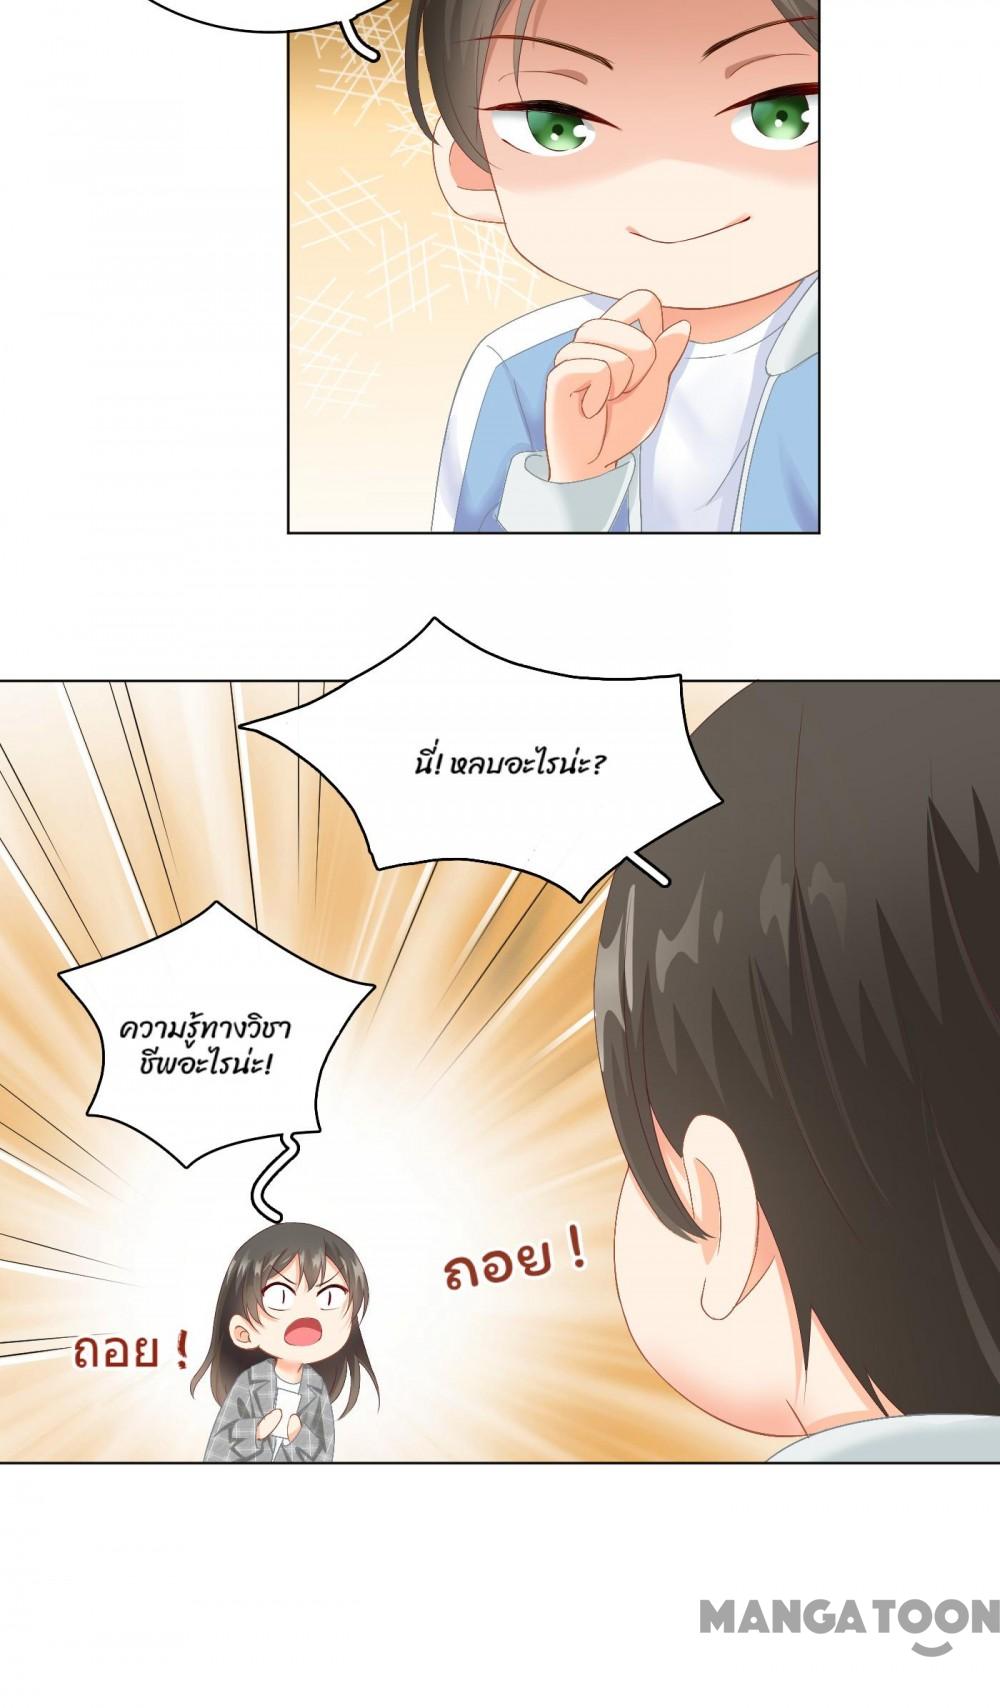 นี่! หลบอะไรน่ะ?
ความรู้ทางวิชา
ชีพอะไรน่ะ!
ถอย !
ถอย !
MANGATOON